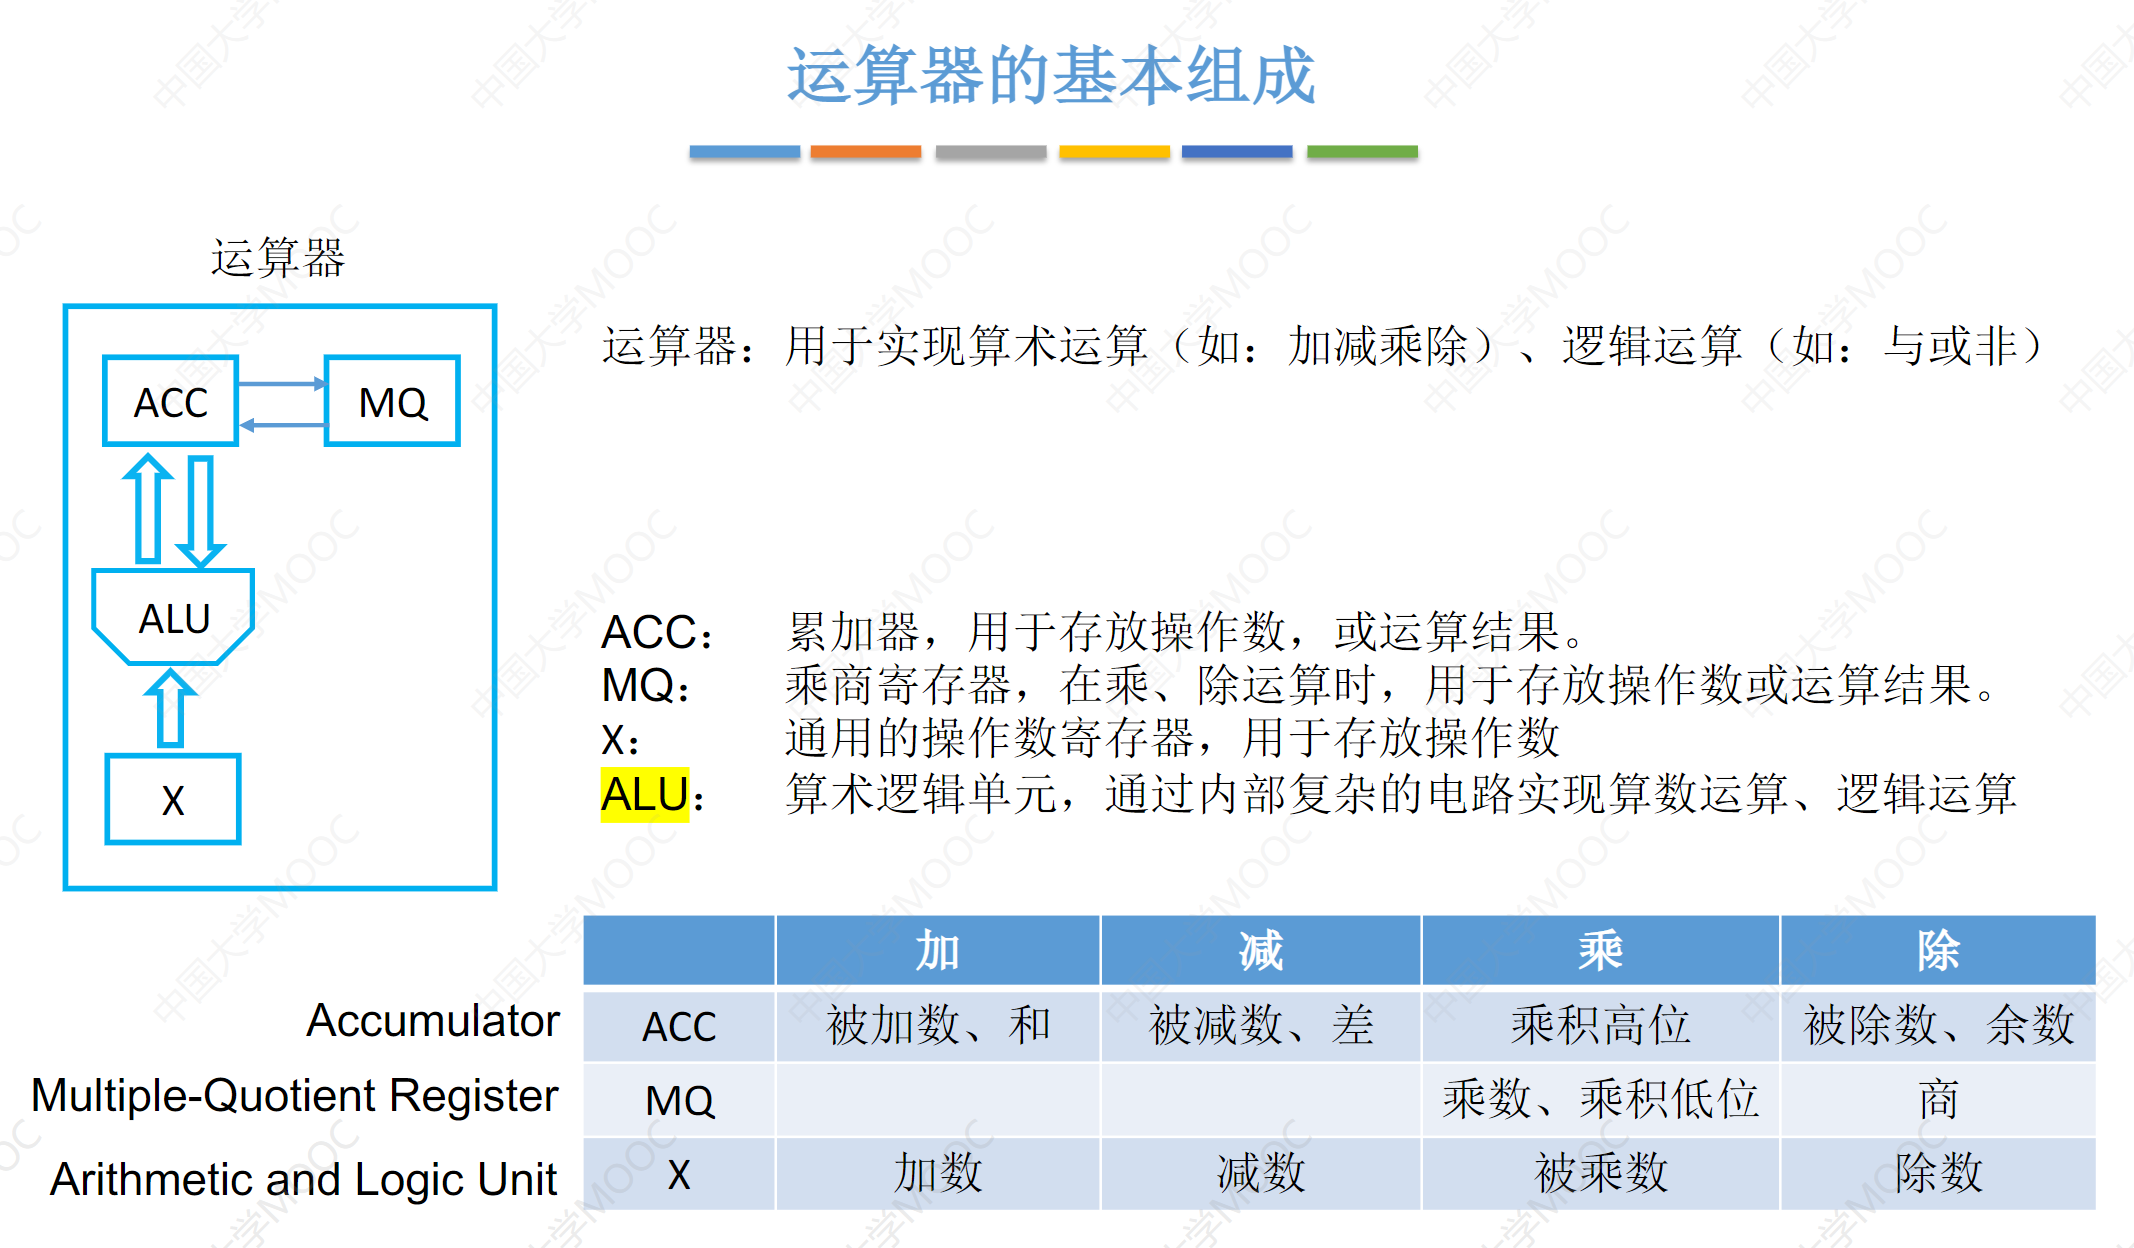 运算器的基本组成
运算器
ACC
MQ
ALU
X
运算器：用于实现算术运算（如：加减乘除）、逻辑运算（如：与或非）
ACC： 累加器，用于存放操作数，或运算结果。
MQ： 乘商寄存器，在乘、除运算时，用于存放操作数或运算结果。
X： 通用的操作数寄存器，用于存放操作数
ALU： 算术逻辑单元，通过内部复杂的电路实现算数运算、逻辑运算
加 减 乘 除
Accumulator ACC 被加数、和 被减数、差 乘积高位 被除数、余数
Multiple-Quotient Register MQ 乘数、乘积低位 商
Arithmetic and Logic Unit X 加数 减数 被乘数 除数
中国大学MOOC